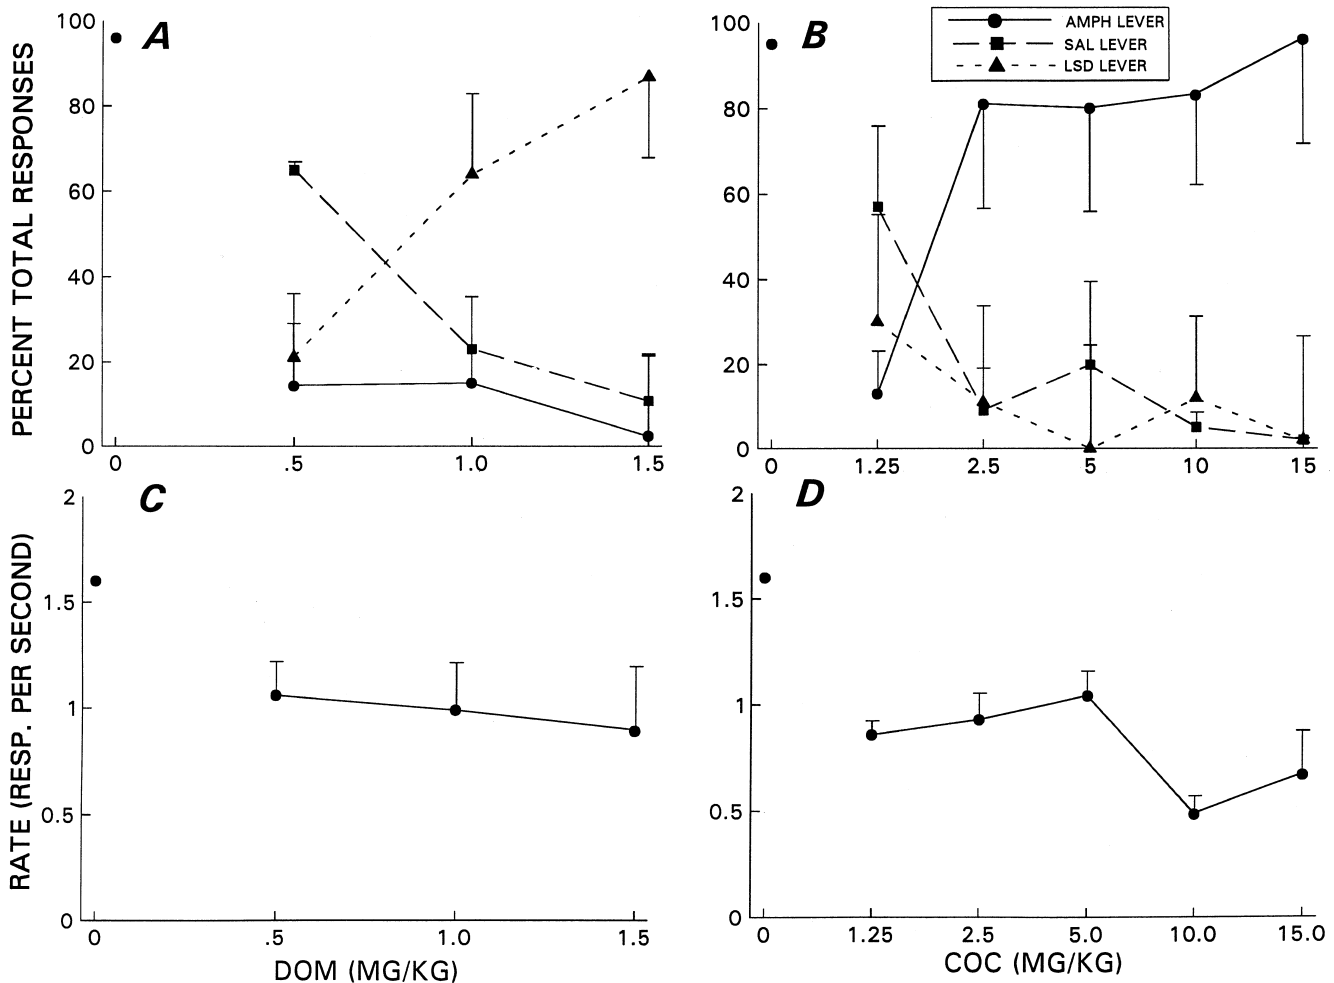 A
B
AMPH LEVER
SAL LEVER
LSD LEVER
PERCENT TOTAL RESPONSES
100
80
60
40
20
0
0 .5 1.0 1.5
100
80
60
40
20
0
0 1.25 2.5 5 10 15
C
D
RATE (RESP. PER SECOND)
2
1.5
1
0.5
0
0 .5 1.0 1.5
DOM (MG/KG)
2
1.5
1
0.5
0
0 1.25 2.5 5.0 10.0 15.0
COC (MG/KG)